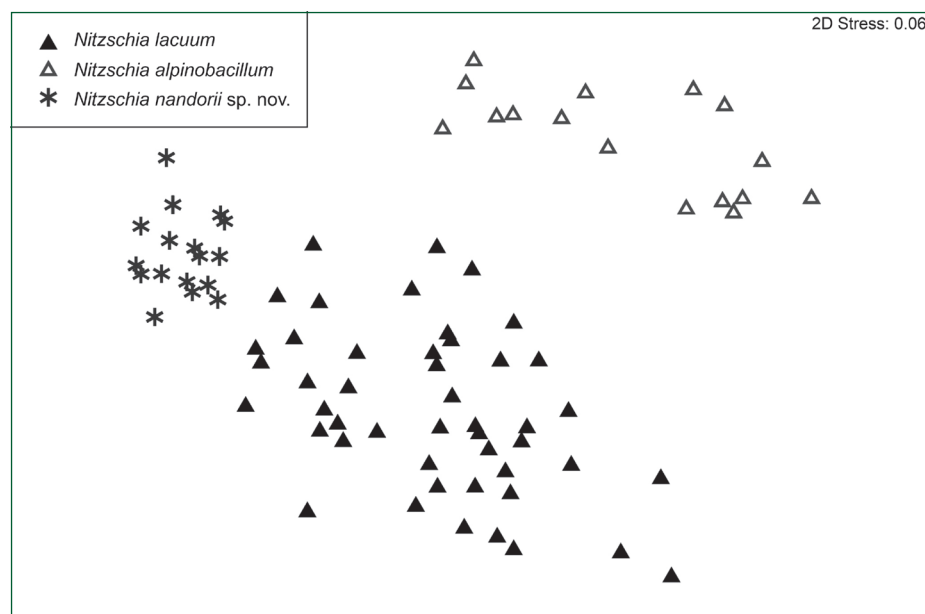 2D Stress: 0.06
Nitzschia lacuum
Nitzschia alpinobacillum
Nitzschia nandorii sp. nov.